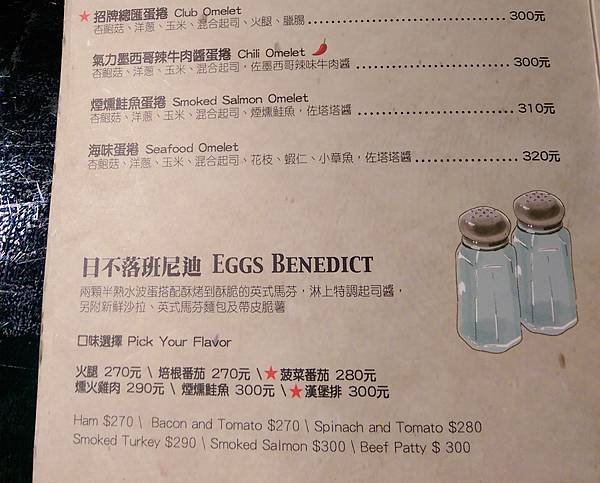 ★招牌總匯蛋捲 Club Omelet
杏鮑菇、洋蔥、玉米、混合起司、火腿、臘腸 ........................ 300元
氣力墨西哥辣牛肉醬蛋捲 Chili Omelet
杏鮑菇、洋蔥、玉米、混合起司，佐墨西哥辣味牛肉醬 .................. 300元
煙燻鮭魚蛋捲 Smoked Salmon Omelet
杏鮑菇、洋蔥、玉米、混合起司、煙燻鮭魚，佐塔塔醬 .................. 310元
海味蛋捲 Seafood Omelet
杏鮑菇、洋蔥、玉米、混合起司、花枝、蝦仁、小章魚，佐塔塔醬 ............ 320元
日不落班尼迪 EGGS BENEDICT
兩顆半熟水波蛋搭配酥烤到酥脆的英式馬芬，淋上特調起司醬，
另附新鮮沙拉、英式馬芬麵包及帶皮脆薯
口味選擇 Pick Your Flavor
火腿 270元 \ 培根番茄 270元 \ ★菠菜番茄 280元
燻火雞肉 290元 \ 煙燻鮭魚 300元 \ ★漢堡排 300元
Ham $270 \ Bacon and Tomato $270 \ Spinach and Tomato $280
Smoked Turkey $290 \ Smoked Salmon $300 \ Beef Patty $ 300